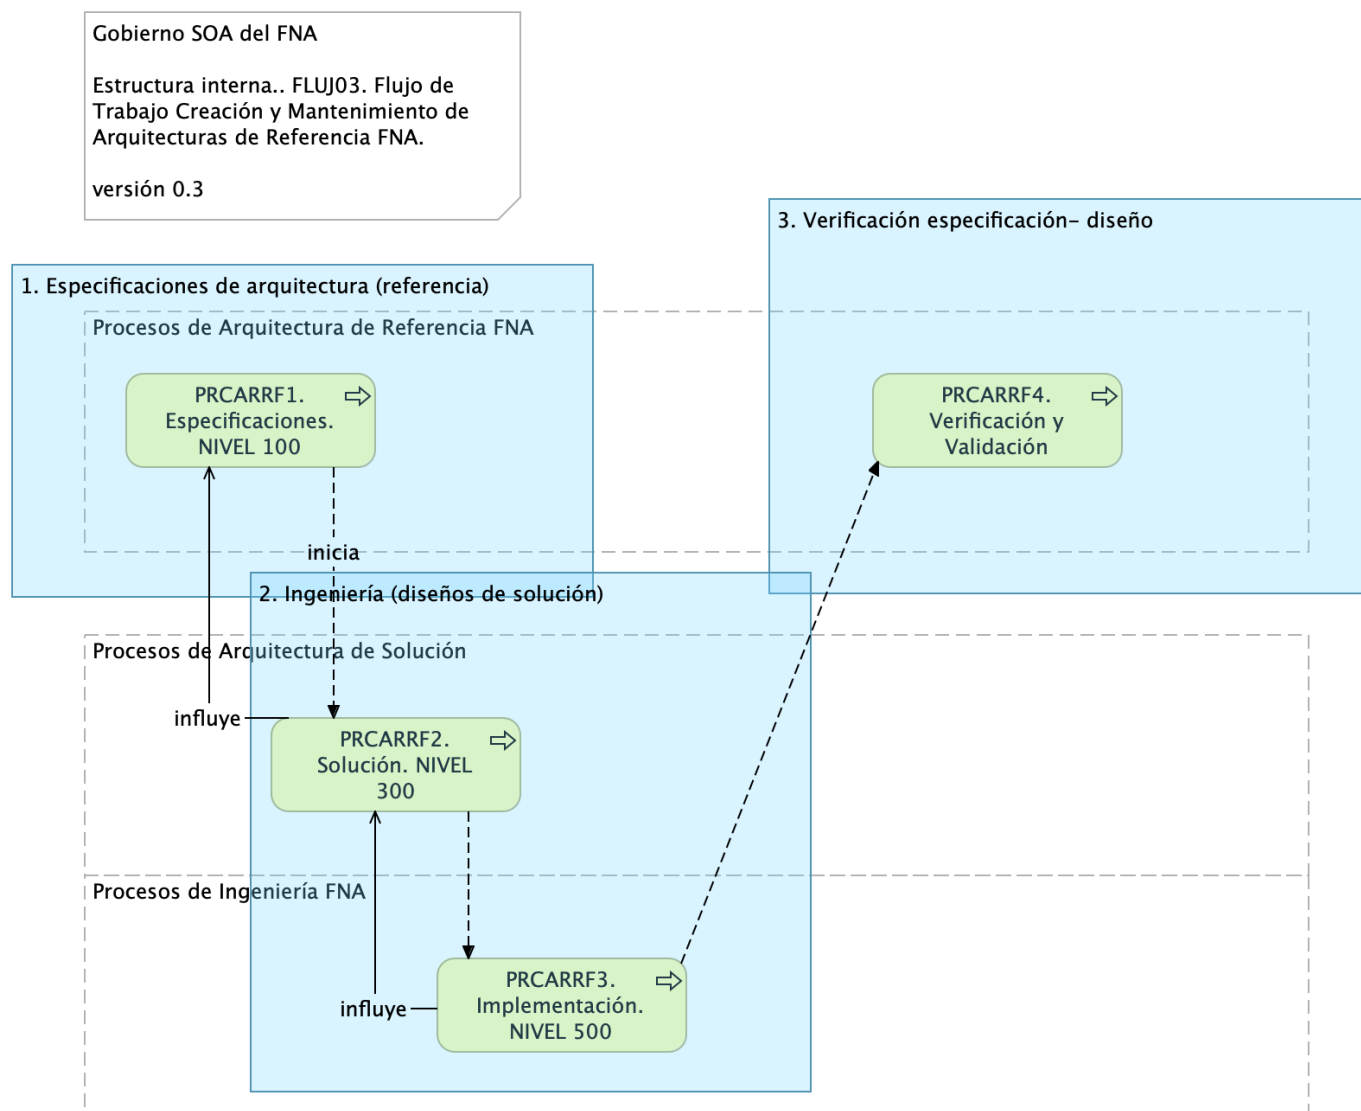 Gobierno SOA del FNA
Estructura interna.. FLUJ03. Flujo de
Trabajo Creación y Mantenimiento de
Arquitecturas de Referencia FNA.
versión 0.3
3. Verificación especificación– diseño
1. Especificaciones de arquitectura (referencia)
Procesos de Arquitectura de Referencia FNA
PRCARRF1.
Especificaciones.
NIVEL 100
PRCARRF4.
Verificación y
Validación
inicia
2. Ingeniería (diseños de solución)
Procesos de Arquitectura de Solución
influye
PRCARRF2.
Solución. NIVEL
300
Procesos de Ingeniería FNA
influye
PRCARRF3.
Implementación.
NIVEL 500